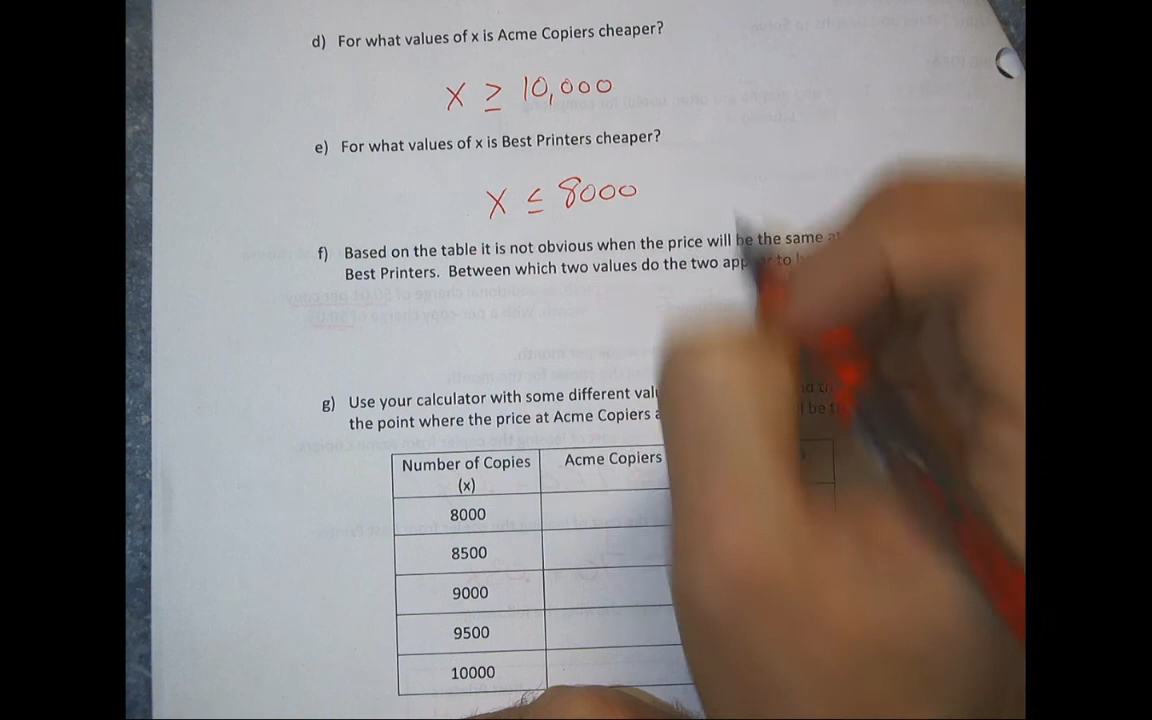 d) For what values of x is Acme Copiers cheaper?
X ≥ 10,000
e) For what values of x is Best Printers cheaper?
X ≤ 8000
f) Based on the table it is not obvious when the price will be the same
Best Printers. Between which two values do the two to
g) Use your calculator with some different
the point where the price at Acme Copiers
Number of Copies Acme Copiers
(x)
8000
8500
9000
9500
10000